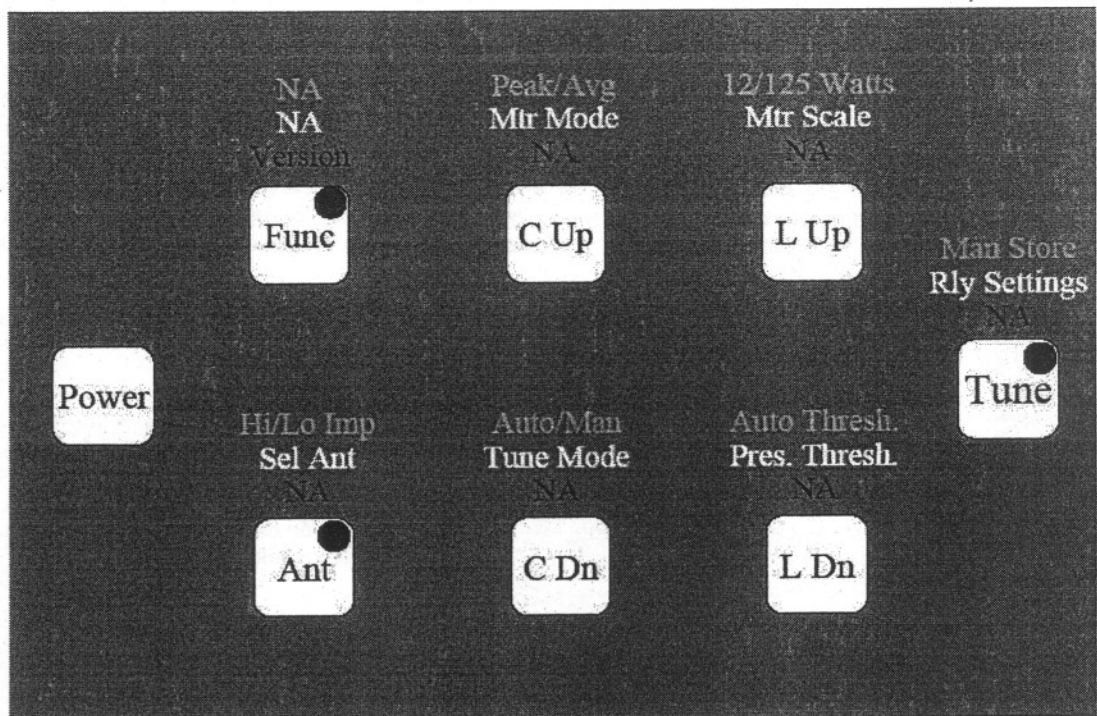 NA
NA
Version
Func
Peak/Avg
Mtr Mode
NA
C Up
12/125 Watts
Mtr Scale
NA
L Up
Man Store
Rly Settings
NA
Tune
Power
Hi/Lo Imp
Sel Ant
NA
Ant
Auto/Man
Tune Mode
NA
C Dn
Auto Thresh.
Pres. Thresh.
NA
L Dn